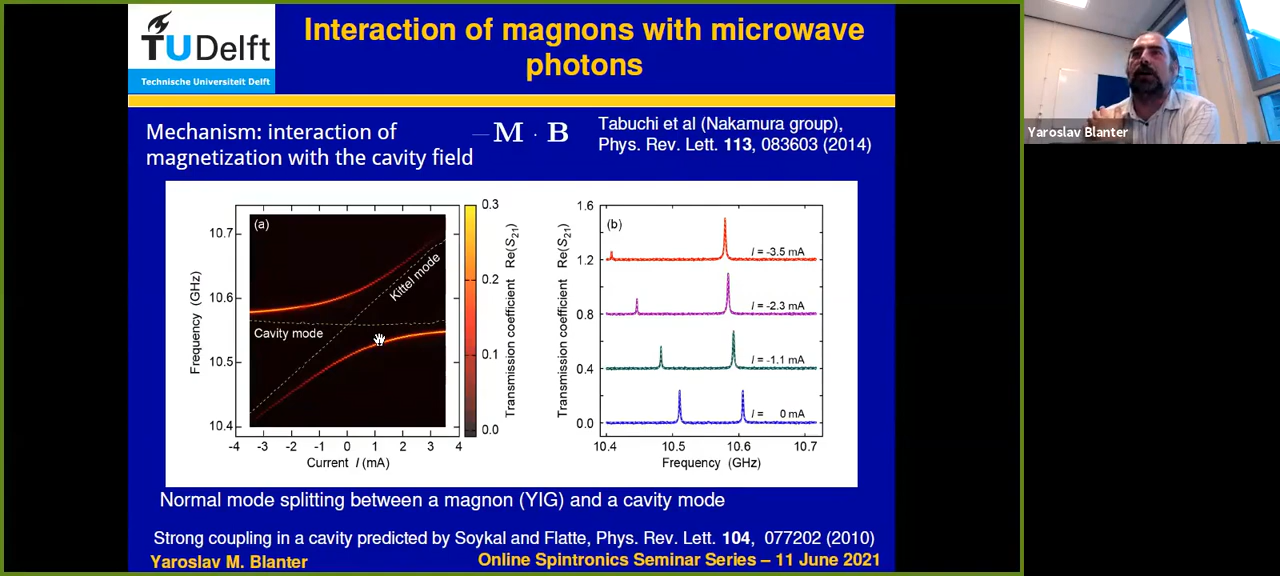 TUDelft
Technische Universiteit Delft
Interaction of magnons with microwave
photons
Mechanism: interaction of
magnetization with the cavity field
−M · B
Tabuchi et al (Nakamura group),
Phys. Rev. Lett. 113, 083603 (2014)
(a)
Kittel mode
Cavity mode
10.7
10.6
10.5
10.4
Frequency (GHz)
-4 -3 -2 -1 0 1 2 3 4
Current I (mA)
0.3
0.2
0.1
0.0
Transmission coefficient Re(S21)
(b)
1.6
1.2
0.8
0.4
0.0
Transmission coefficient Re(S21)
I = -3.5 mA
I = -2.3 mA
I = -1.1 mA
I = 0 mA
10.4 10.5 10.6 10.7
Frequency (GHz)
Normal mode splitting between a magnon (YIG) and a cavity mode
Strong coupling in a cavity predicted by Soykal and Flatte, Phys. Rev. Lett. 104, 077202 (2010)
Yaroslav M. Blanter
Online Spintronics Seminar Series – 11 June 2021
Yaroslav Blanter